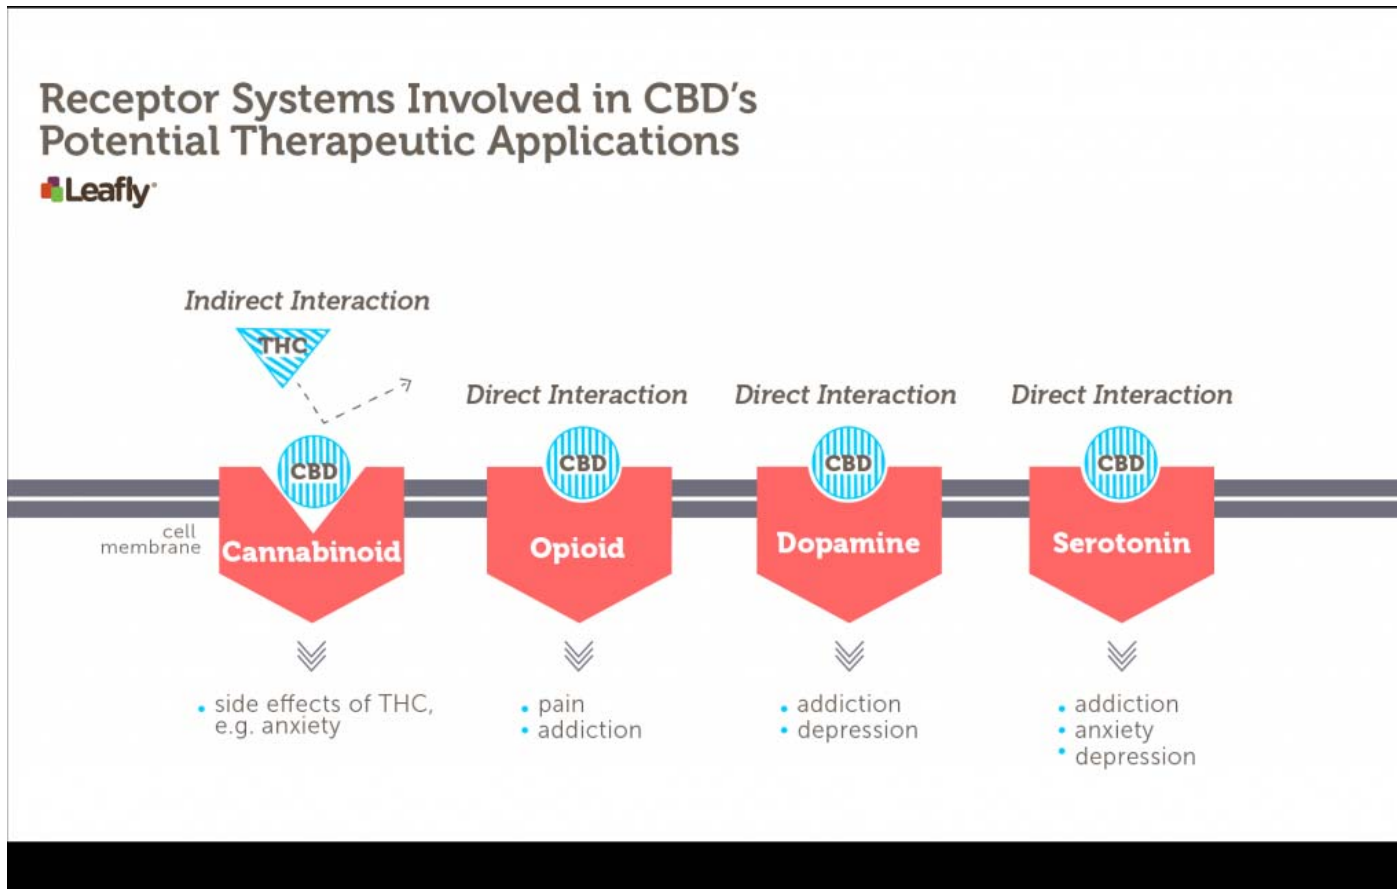 Receptor Systems Involved in CBD's
Potential Therapeutic Applications
Leafly
Indirect Interaction
THC
CBD
Cannabinoid
cell
membrane
side effects of THC,
e.g. anxiety
Direct Interaction
CBD
Opioid
pain
addiction
Direct Interaction
CBD
Dopamine
addiction
depression
Direct Interaction
CBD
Serotonin
addiction
anxiety
depression